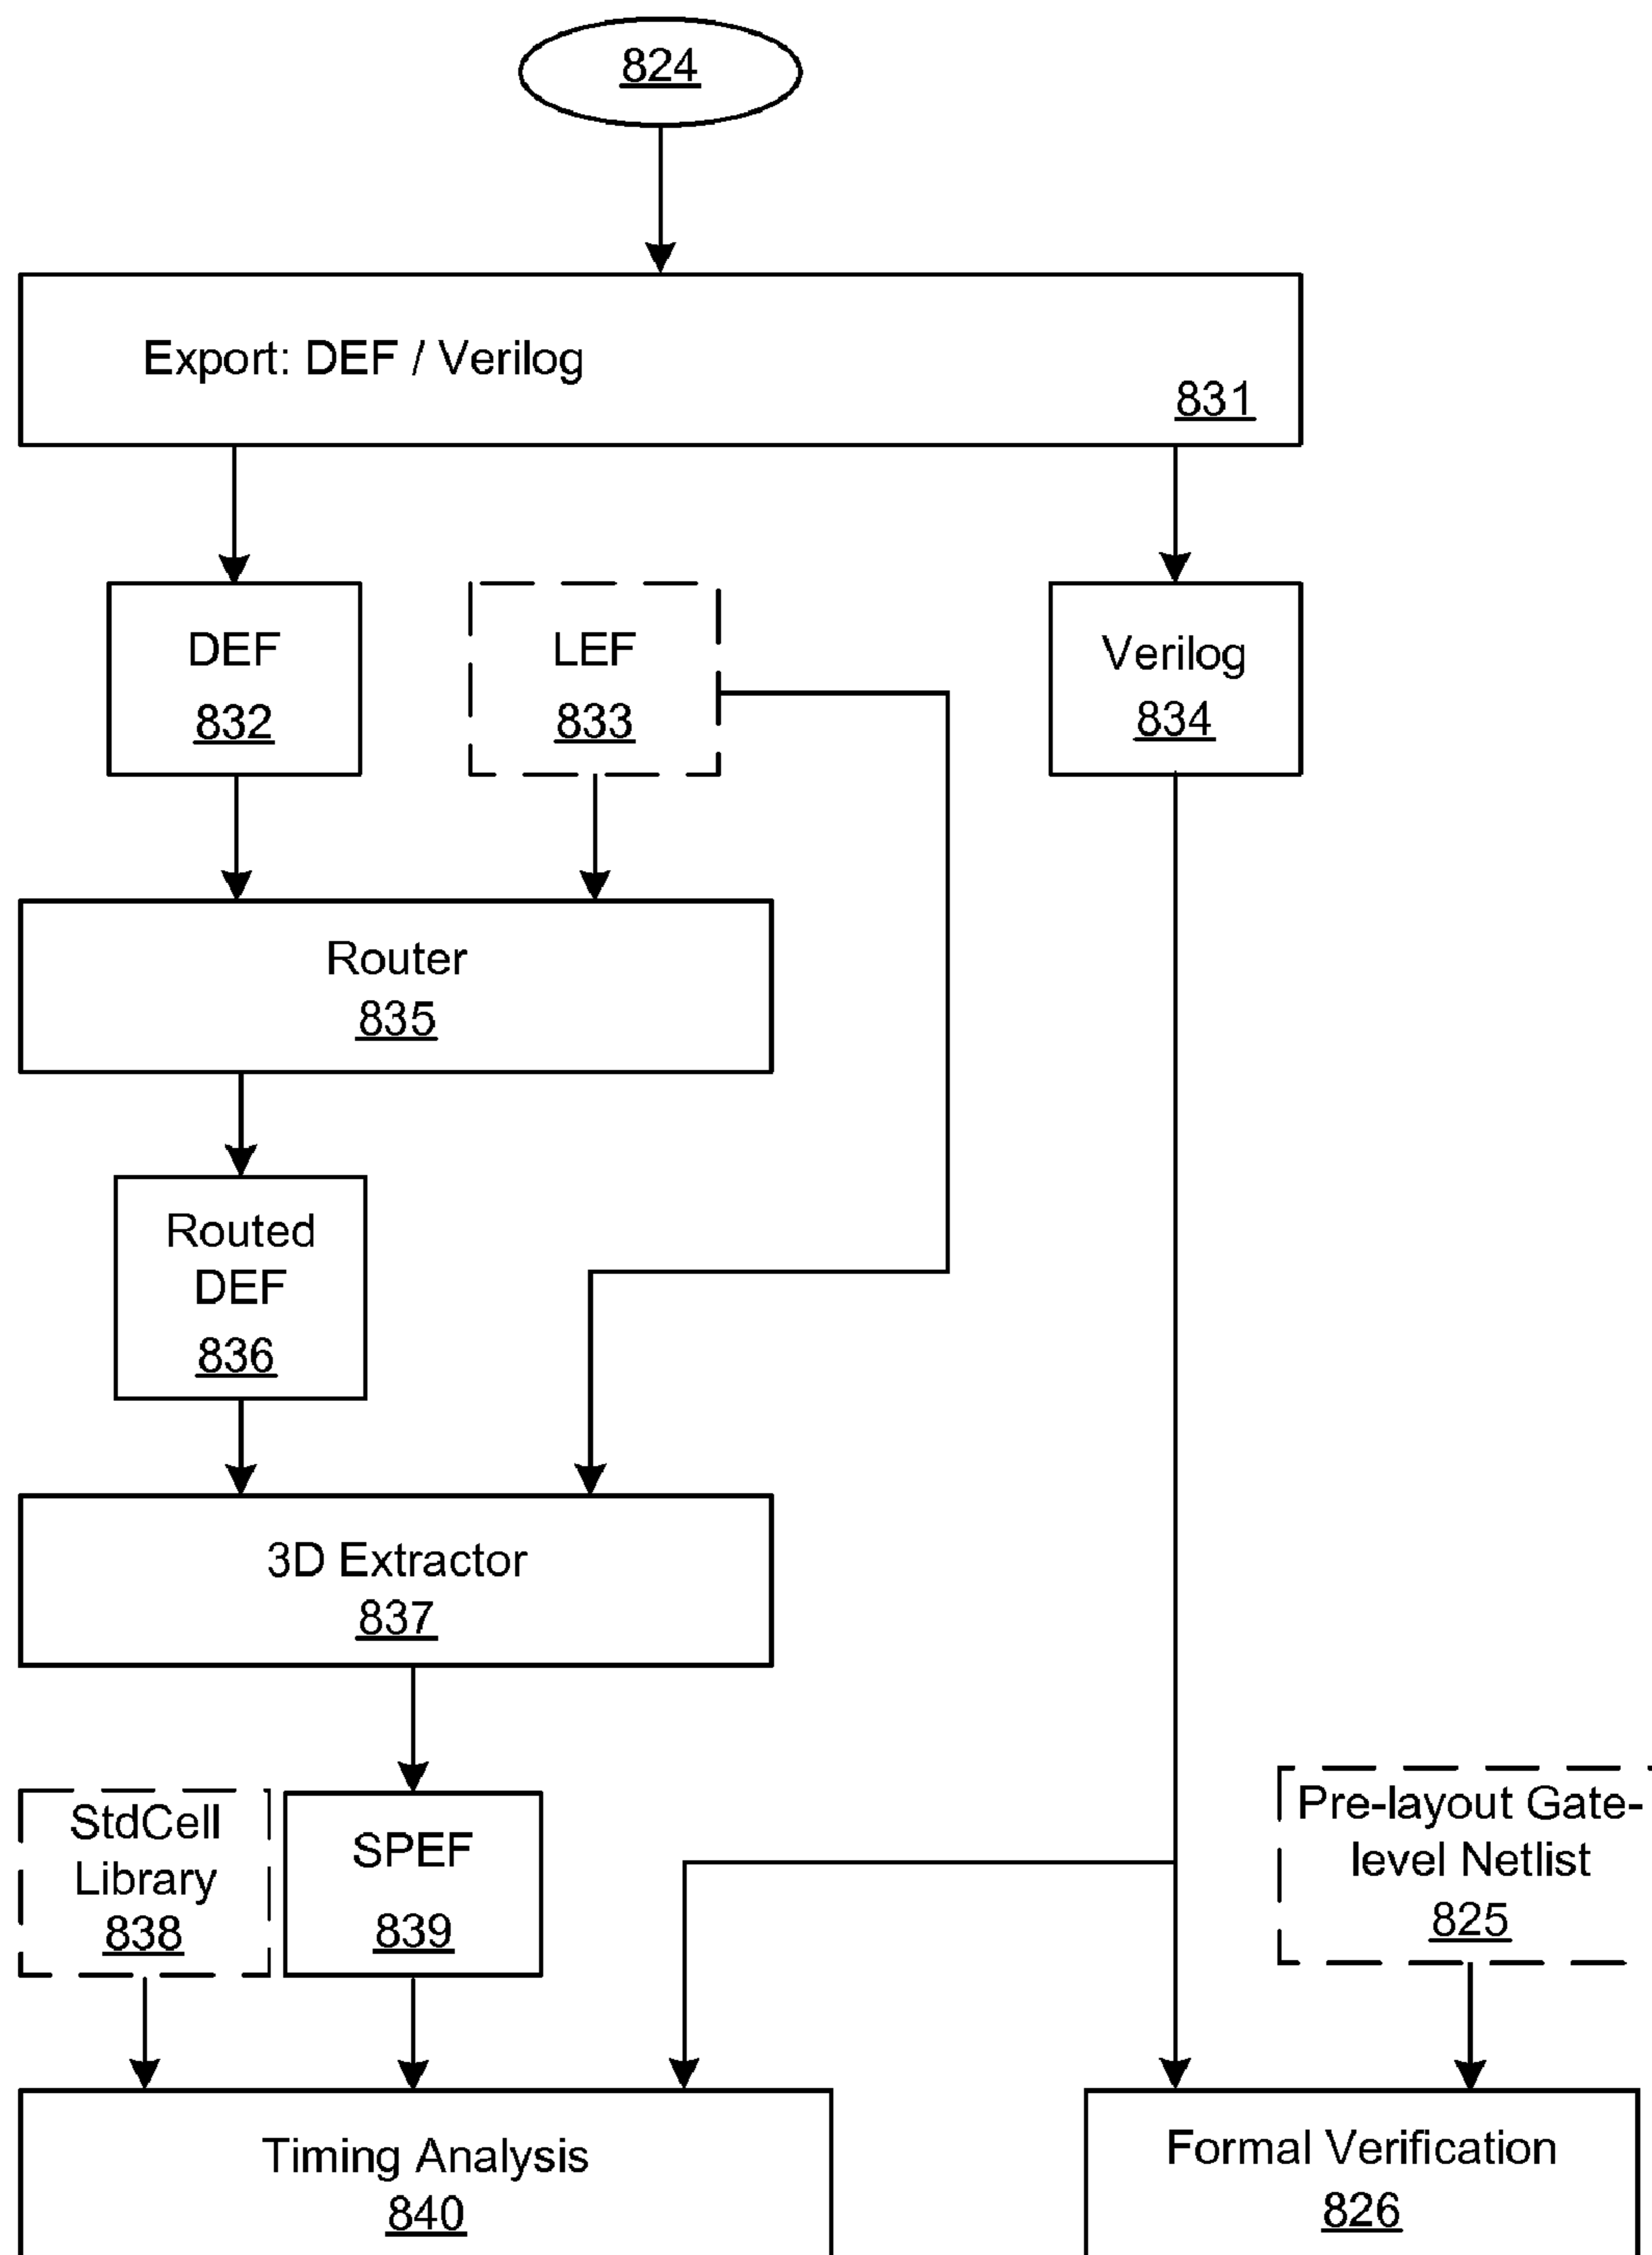 824
Export: DEF / Verilog
831
DEF
832
LEF
833
Verilog
834
Router
835
Routed
DEF
836
3D Extractor
837
StdCell
Library
838
SPEF
839
Pre-layout Gate-
level Netlist
825
Timing Analysis
840
Formal Verification
826